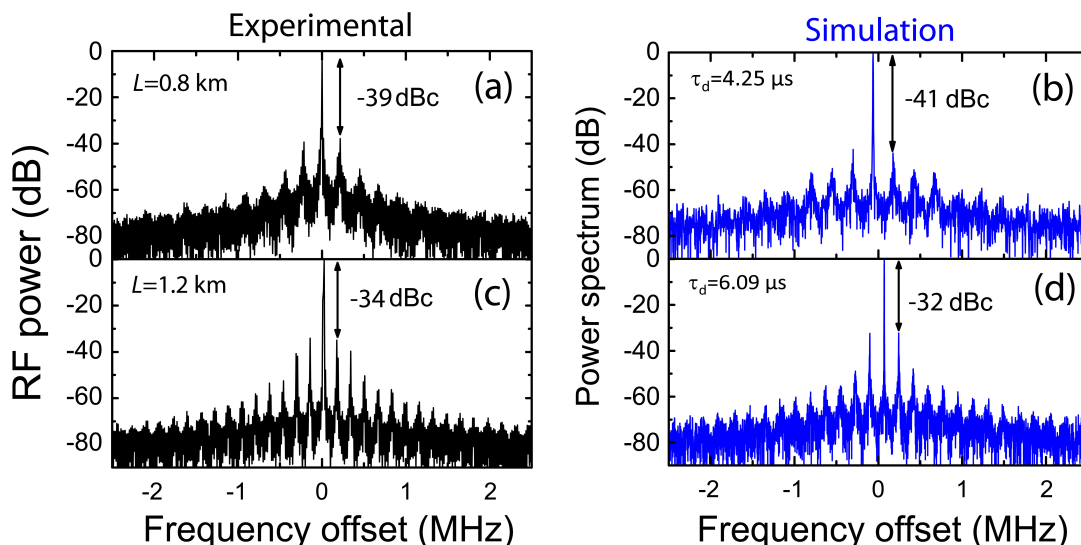 Experimental
Simulation
RF power (dB)
0
-20
-40
-60
-80
L=0.8 km
(a)
-39 dBc
Power spectrum (dB)
0
-20
-40
-60
-80
τd=4.25 µs
(b)
-41 dBc
0
-20
-40
-60
-80
L=1.2 km
(c)
-34 dBc
-2 -1 0 1 2
Frequency offset (MHz)
0
-20
-40
-60
-80
τd=6.09 µs
(d)
-32 dBc
-2 -1 0 1 2
Frequency offset (MHz)